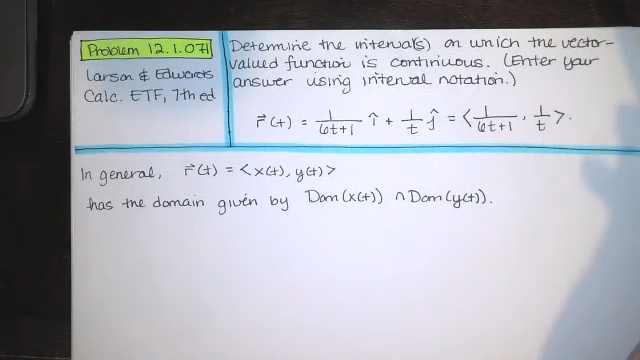 Problem 12.1.071
Larson & Edwards
Calc. ETF, 7th ed
Determine the interval(s) on which the vector-
valued function is continuous. (Enter your
answer using interval notation.)
r⃗(t) = 1/(6t+1) î + 1/t ĵ = < 1/(6t+1), 1/t >.
In general, r⃗(t) = < x(t), y(t) >
has the domain given by Dom(x(t)) ∩ Dom(y(t)).